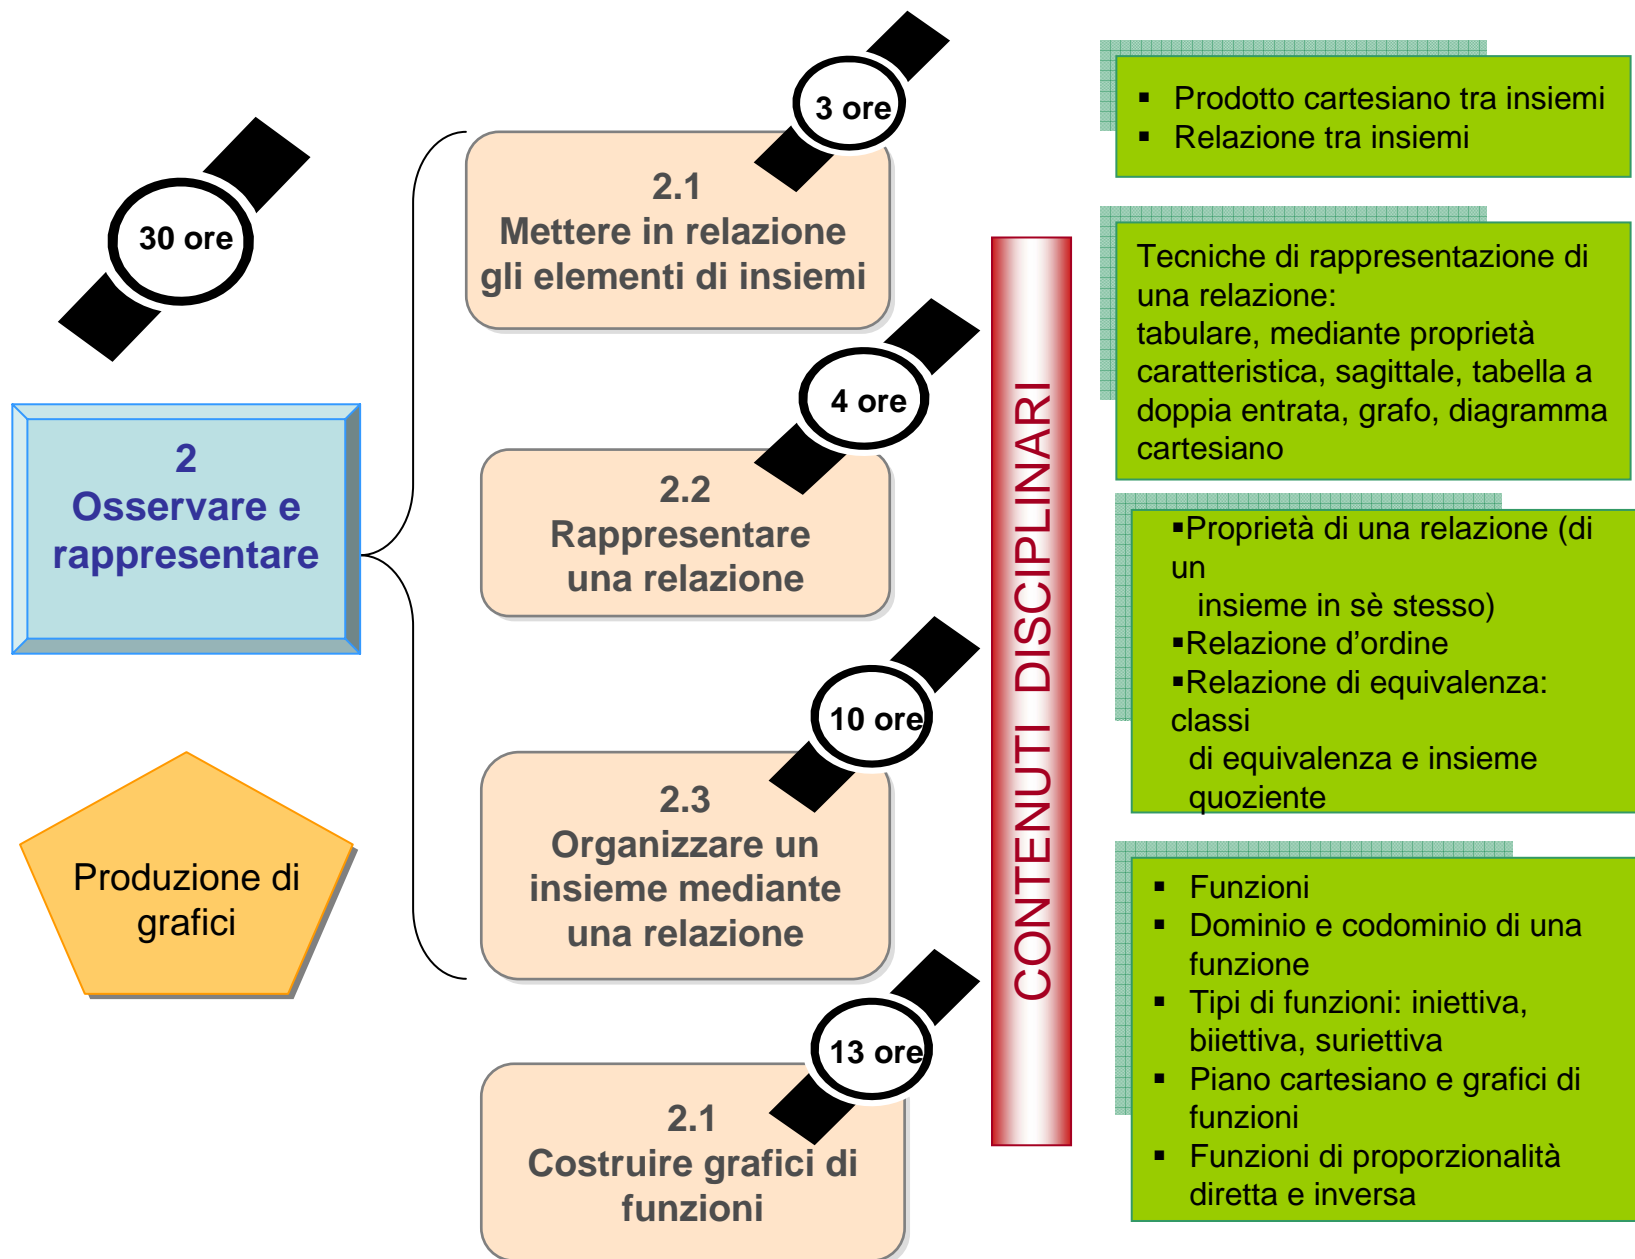 30 ore
2
Osservare e
rappresentare
Produzione di
grafici
3 ore
2.1
Mettere in relazione
gli elementi di insiemi
4 ore
2.2
Rappresentare
una relazione
10 ore
2.3
Organizzare un
insieme mediante
una relazione
13 ore
2.1
Costruire grafici di
funzioni
CONTENUTI DISCIPLINARI
▪ Prodotto cartesiano tra insiemi
▪ Relazione tra insiemi
Tecniche di rappresentazione di
una relazione:
tabulare, mediante proprietà
caratteristica, sagittale, tabella a
doppia entrata, grafo, diagramma
cartesiano
▪Proprietà di una relazione (di
un
insieme in sè stesso)
▪Relazione d'ordine
▪Relazione di equivalenza:
classi
di equivalenza e insieme
quoziente
▪ Funzioni
▪ Dominio e codominio di una
funzione
▪ Tipi di funzioni: iniettiva,
biiettiva, suriettiva
▪ Piano cartesiano e grafici di
funzioni
▪ Funzioni di proporzionalità
diretta e inversa